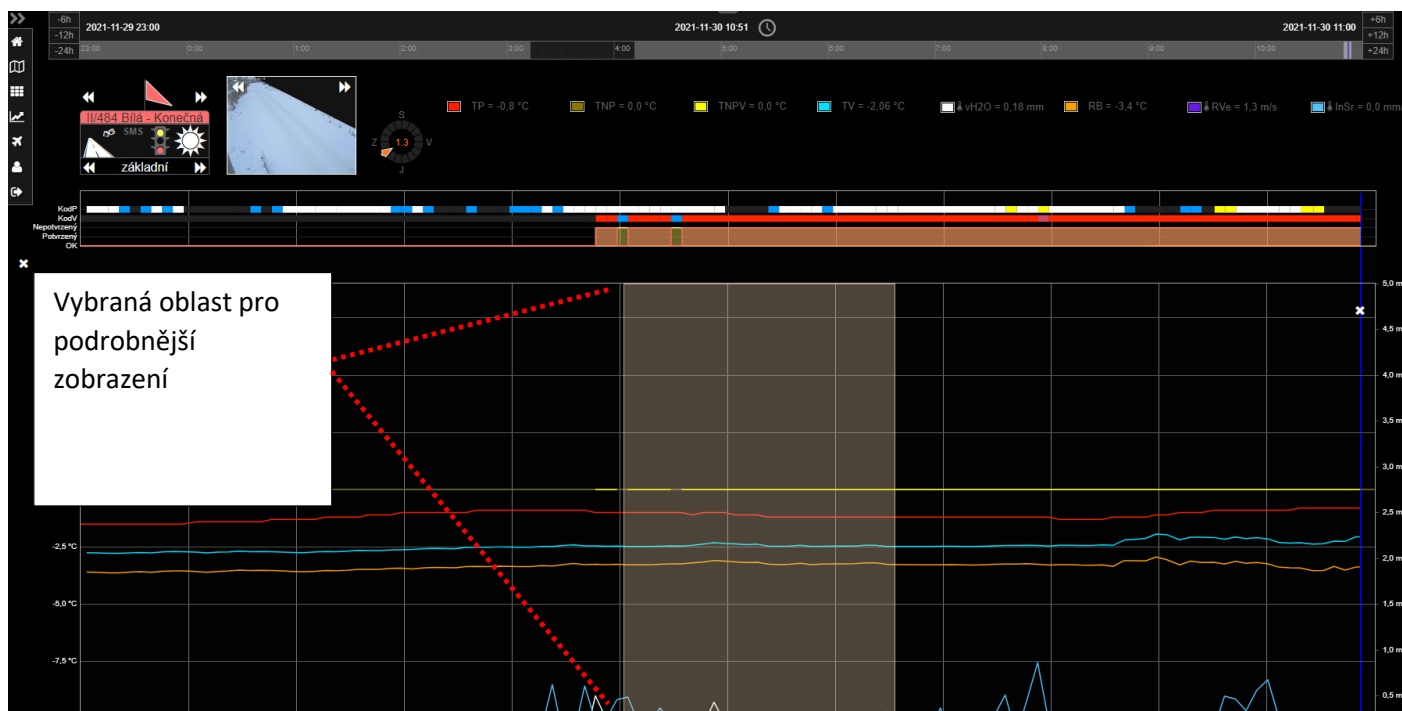 -6h
-12h
-24h
2021-11-29 23:00
2021-11-30 10:51
2021-11-30 11:00
+6h
+12h
+24h
23:00 0:00 1:00 2:00 3:00 4:00 5:00 6:00 7:00 8:00 9:00 10:00
II/484 Bílá - Konečná
SMS
základní
S
Z 1.3 V
J
TP = -0,8 °C
TNP = 0,0 °C
TNPV = 0,0 °C
TV = -2,06 °C
vH2O = 0,18 mm
RB = -3,4 °C
RVe = 1,3 m/s
InSr = 0,0 mm/
KodP
KodV
Nepotvrzený
Potvrzený
OK
Vybraná oblast pro
podrobnější
zobrazení
-2,5 °C
-5,0 °C
-7,5 °C
5,0 m
4,5 m
4,0 m
3,5 m
3,0 m
2,5 m
2,0 m
1,5 m
1,0 m
0,5 m